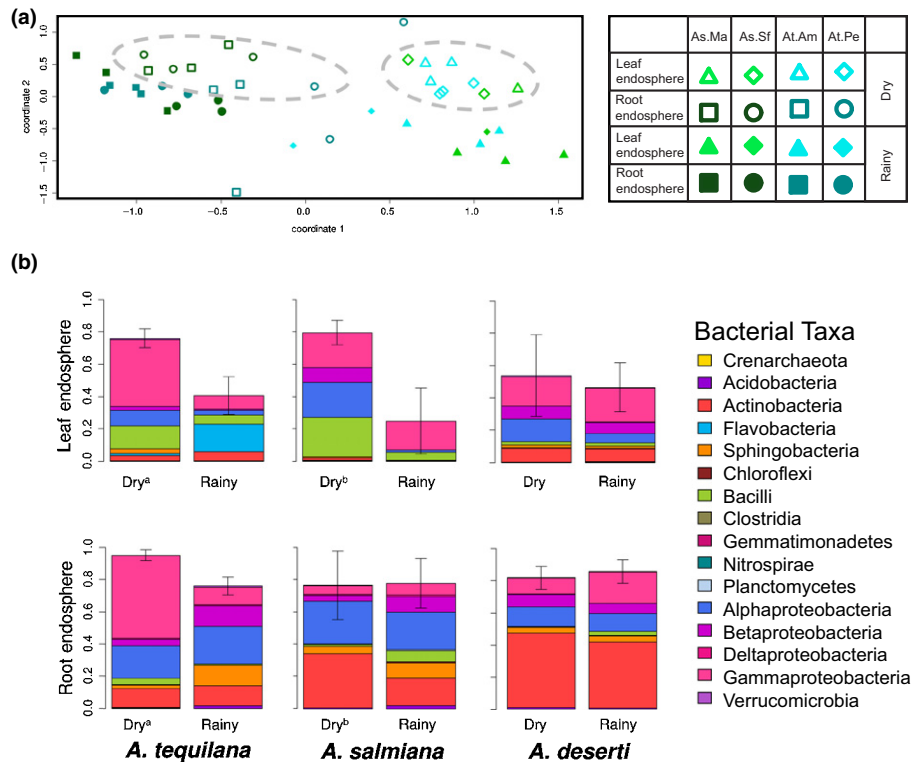 (a)
coordinate 2
1.0
0.5
0.0
−0.5
−1.0
−1.5
−1.0
−0.5
0.0
0.5
1.0
1.5
coordinate 1
As.Ma
As.Sf
At.Am
At.Pe
Leaf endosphere
Root endosphere
Dry
Leaf endosphere
Root endosphere
Rainy
(b)
Leaf endosphere
1.0
0.8
0.6
0.4
0.2
0.0
Dryᵃ
Rainy
Dryᵇ
Rainy
Dry
Rainy
Root endosphere
1.0
0.8
0.6
0.4
0.2
0.0
Dryᵃ
Rainy
Dryᵇ
Rainy
Dry
Rainy
A. tequilana
A. salmiana
A. deserti
Bacterial Taxa
Crenarchaeota
Acidobacteria
Actinobacteria
Flavobacteria
Sphingobacteria
Chloroflexi
Bacilli
Clostridia
Gemmatimonadetes
Nitrospirae
Planctomycetes
Alphaproteobacteria
Betaproteobacteria
Deltaproteobacteria
Gammaproteobacteria
Verrucomicrobia